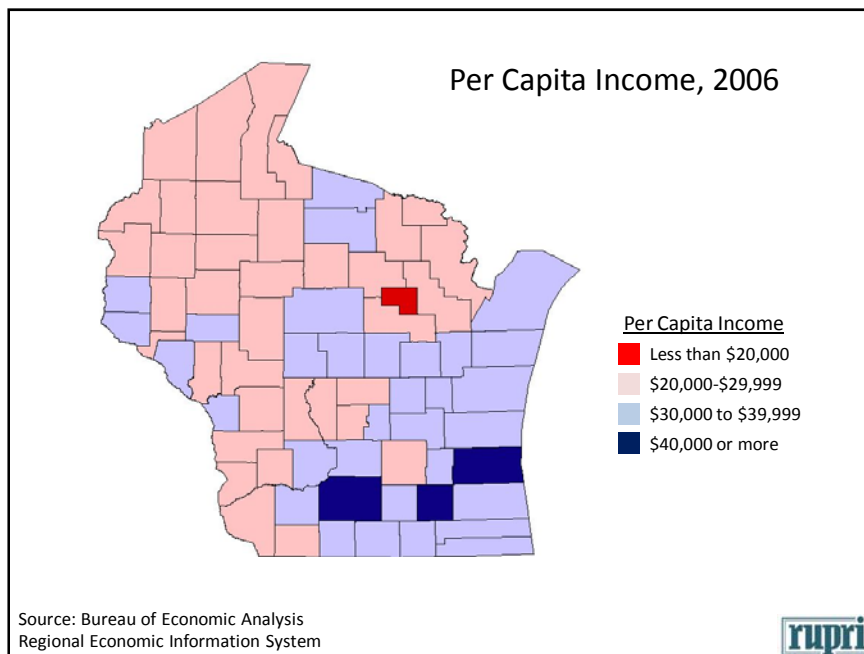 Per Capita Income, 2006
Per Capita Income
Less than $20,000
$20,000-$29,999
$30,000 to $39,999
$40,000 or more
Source: Bureau of Economic Analysis
Regional Economic Information System
rupri